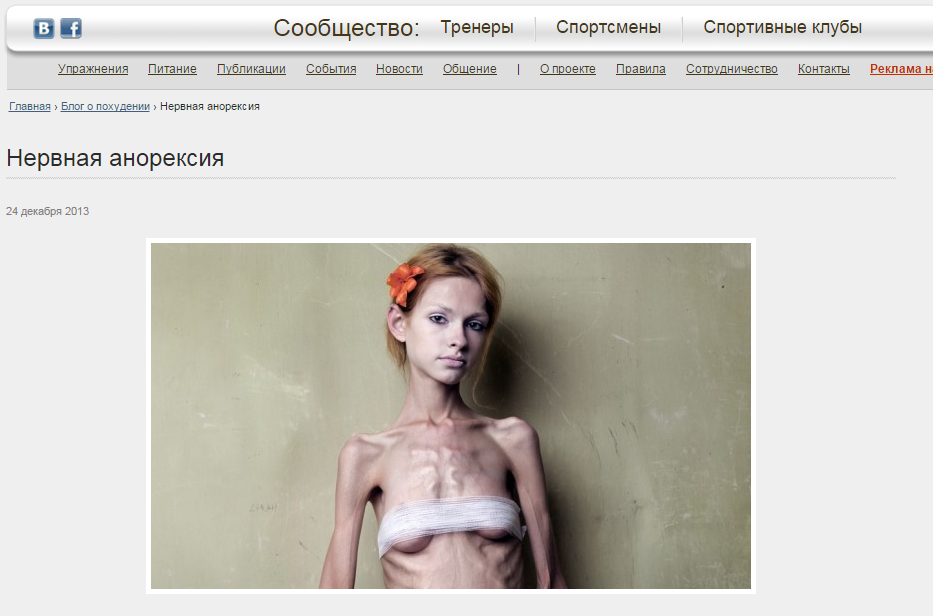 В f Сообщество: Тренеры Спортсмены Спортивные клубы
Упражнения Питание Публикации События Новости Общение | О проекте Правила Сотрудничество Контакты Реклама на
Главная › Блог о похудении › Нервная анорексия
Нервная анорексия
24 декабря 2013